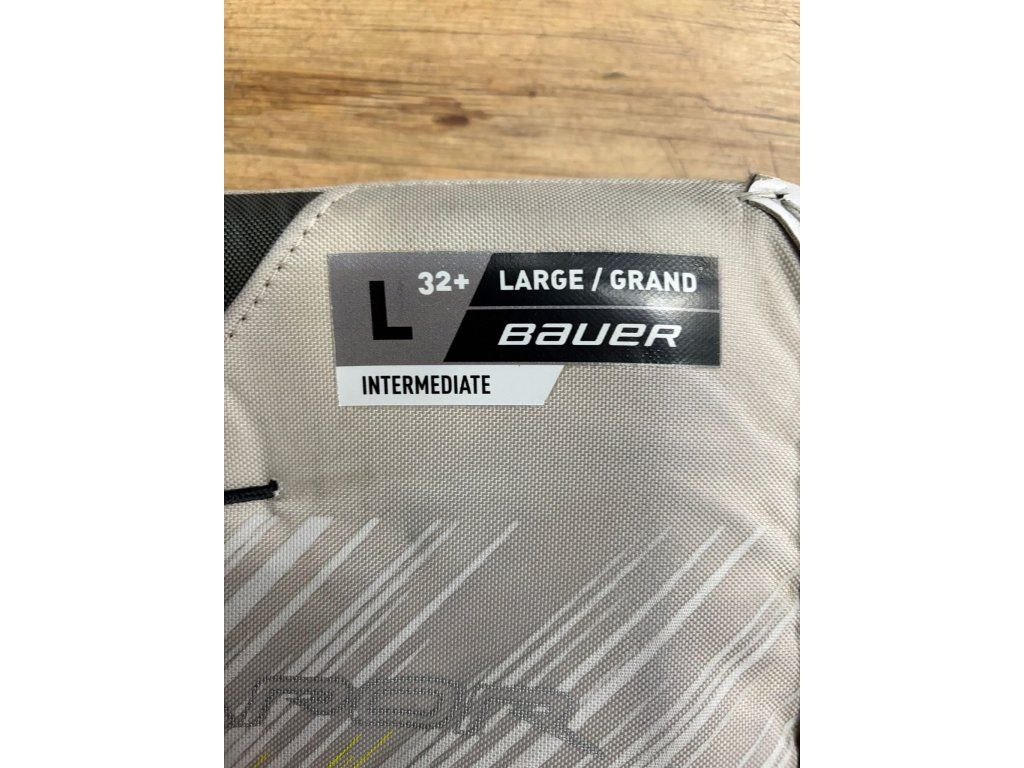 L 32+ LARGE / GRAND
BAUER
INTERMEDIATE